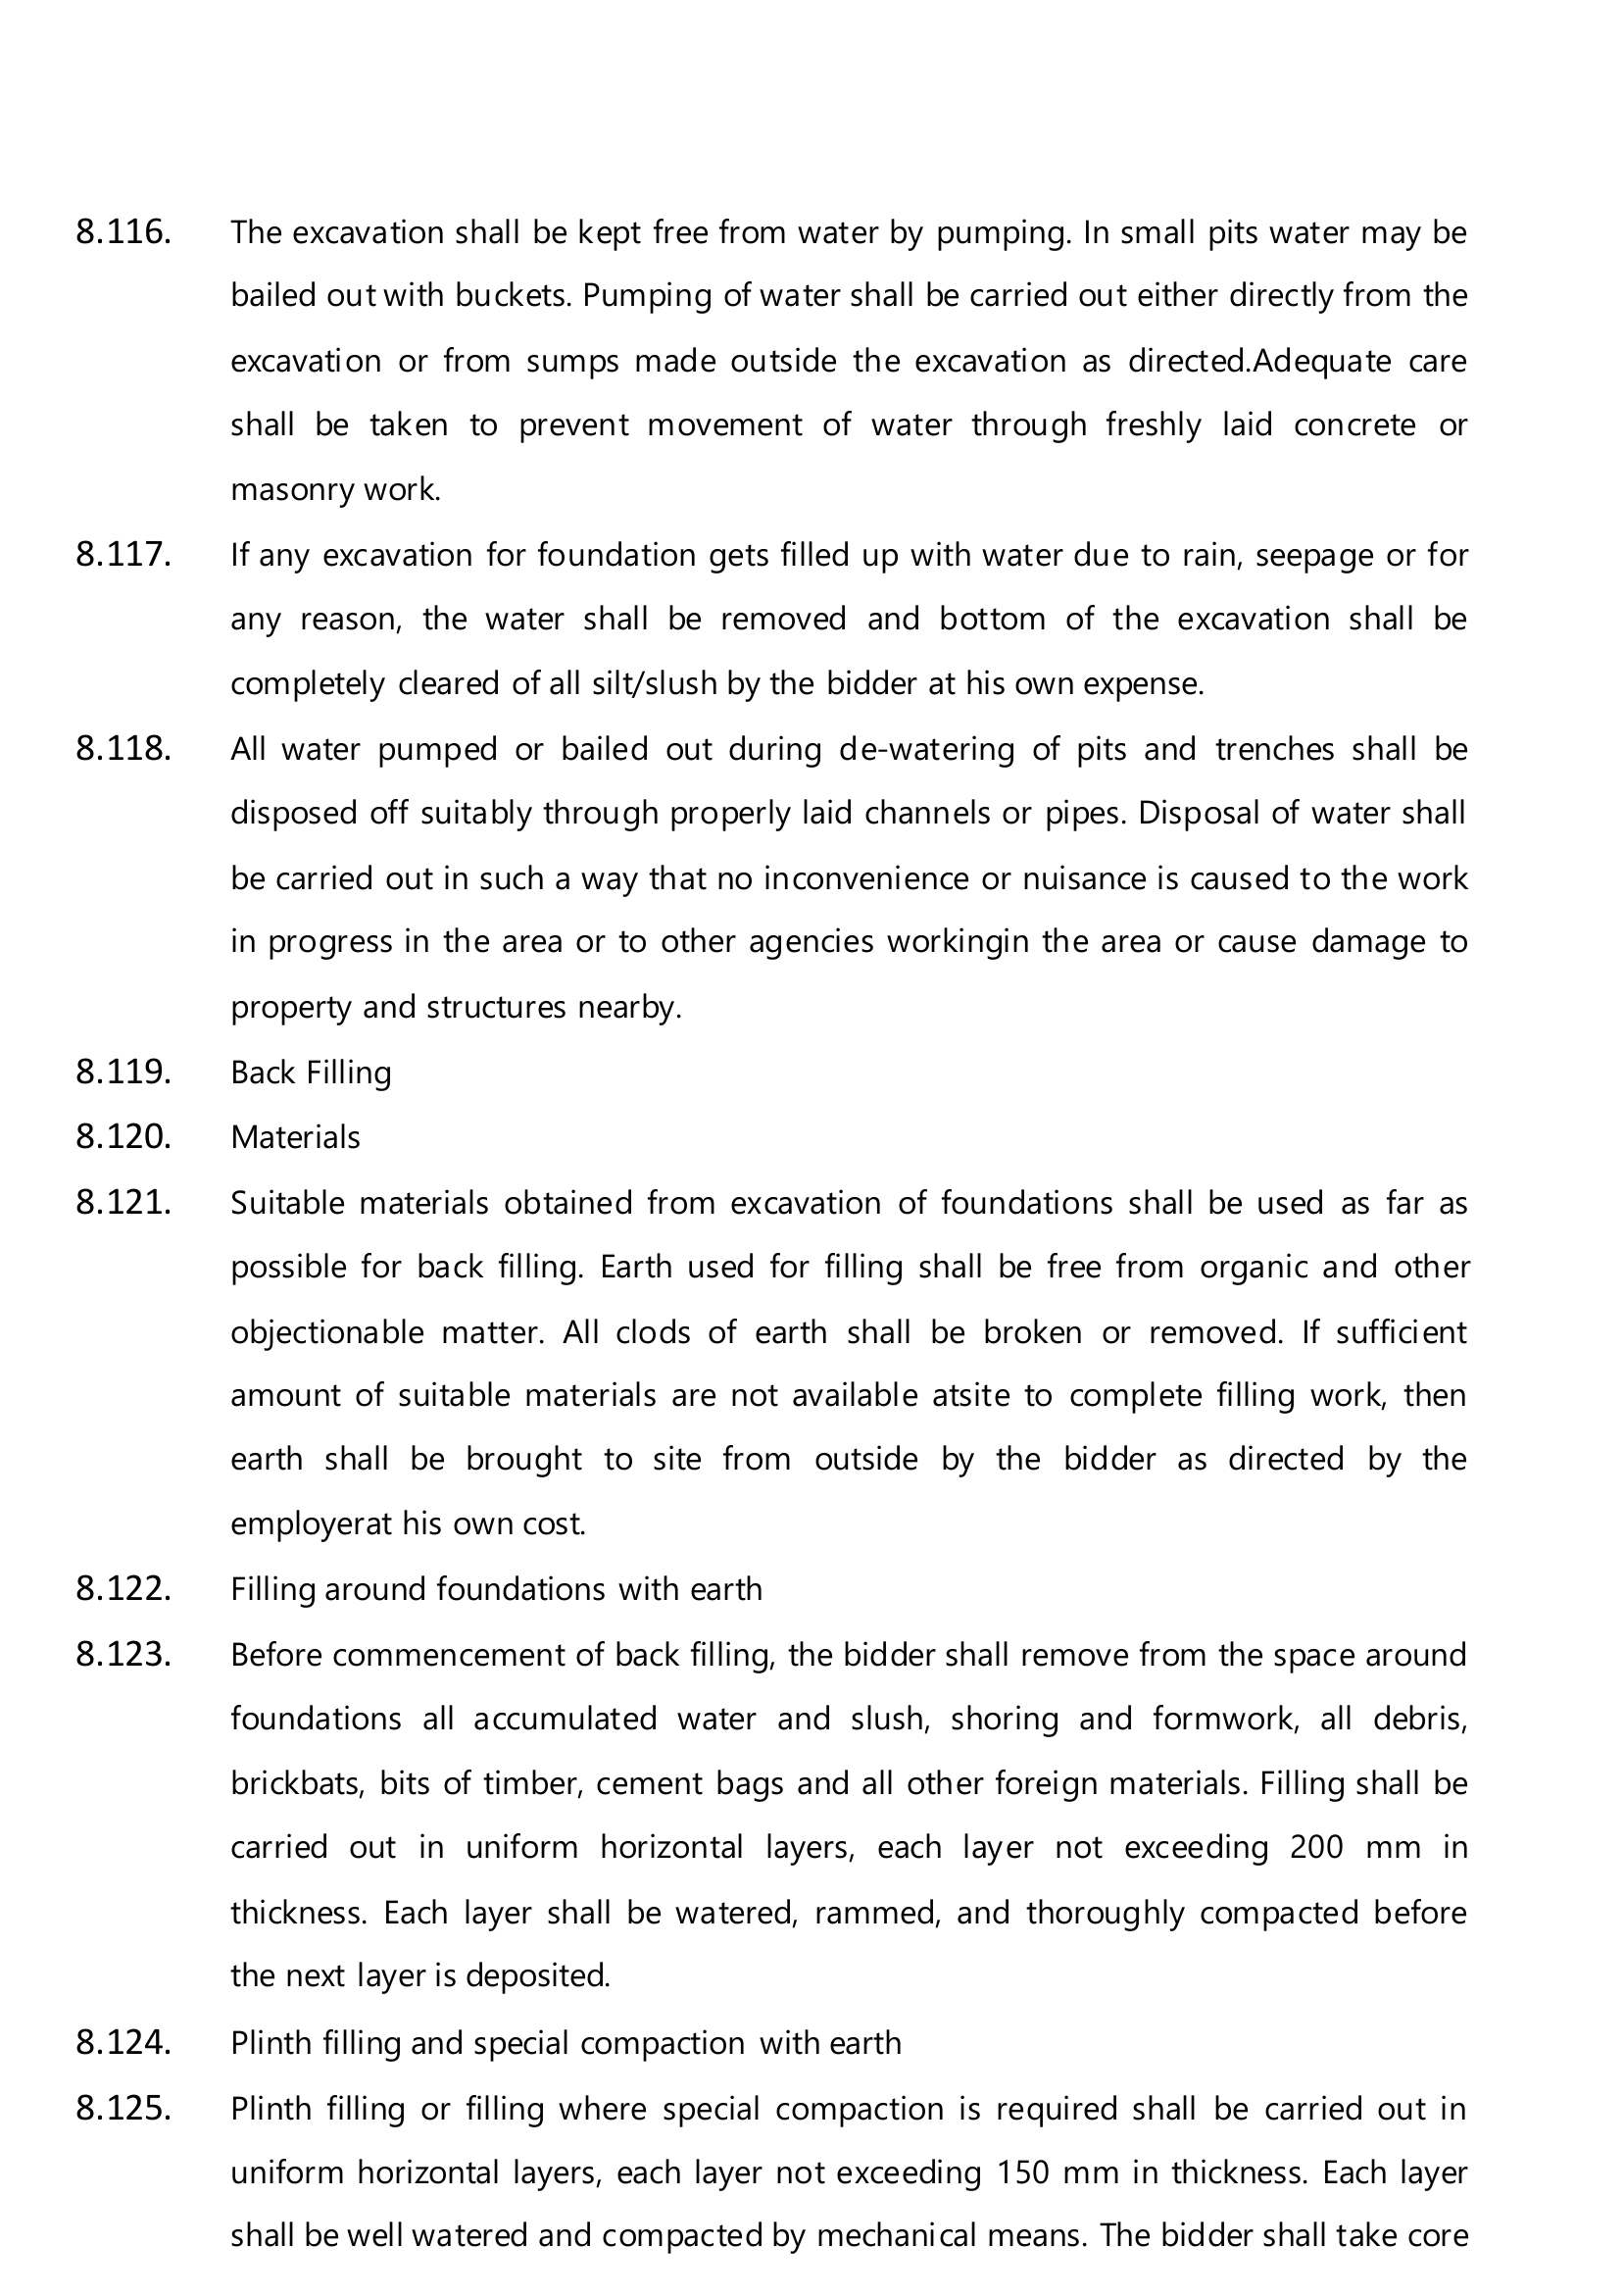 8.116. The excavation shall be kept free from water by pumping. In small pits water may be
bailed out with buckets. Pumping of water shall be carried out either directly from the
excavation or from sumps made outside the excavation as directed.Adequate care
shall be taken to prevent movement of water through freshly laid concrete or
masonry work.
8.117. If any excavation for foundation gets filled up with water due to rain, seepage or for
any reason, the water shall be removed and bottom of the excavation shall be
completely cleared of all silt/slush by the bidder at his own expense.
8.118. All water pumped or bailed out during de-watering of pits and trenches shall be
disposed off suitably through properly laid channels or pipes. Disposal of water shall
be carried out in such a way that no inconvenience or nuisance is caused to the work
in progress in the area or to other agencies workingin the area or cause damage to
property and structures nearby.
8.119. Back Filling
8.120. Materials
8.121. Suitable materials obtained from excavation of foundations shall be used as far as
possible for back filling. Earth used for filling shall be free from organic and other
objectionable matter. All clods of earth shall be broken or removed. If sufficient
amount of suitable materials are not available atsite to complete filling work, then
earth shall be brought to site from outside by the bidder as directed by the
employerat his own cost.
8.122. Filling around foundations with earth
8.123. Before commencement of back filling, the bidder shall remove from the space around
foundations all accumulated water and slush, shoring and formwork, all debris,
brickbats, bits of timber, cement bags and all other foreign materials. Filling shall be
carried out in uniform horizontal layers, each layer not exceeding 200 mm in
thickness. Each layer shall be watered, rammed, and thoroughly compacted before
the next layer is deposited.
8.124. Plinth filling and special compaction with earth
8.125. Plinth filling or filling where special compaction is required shall be carried out in
uniform horizontal layers, each layer not exceeding 150 mm in thickness. Each layer
shall be well watered and compacted by mechanical means. The bidder shall take core